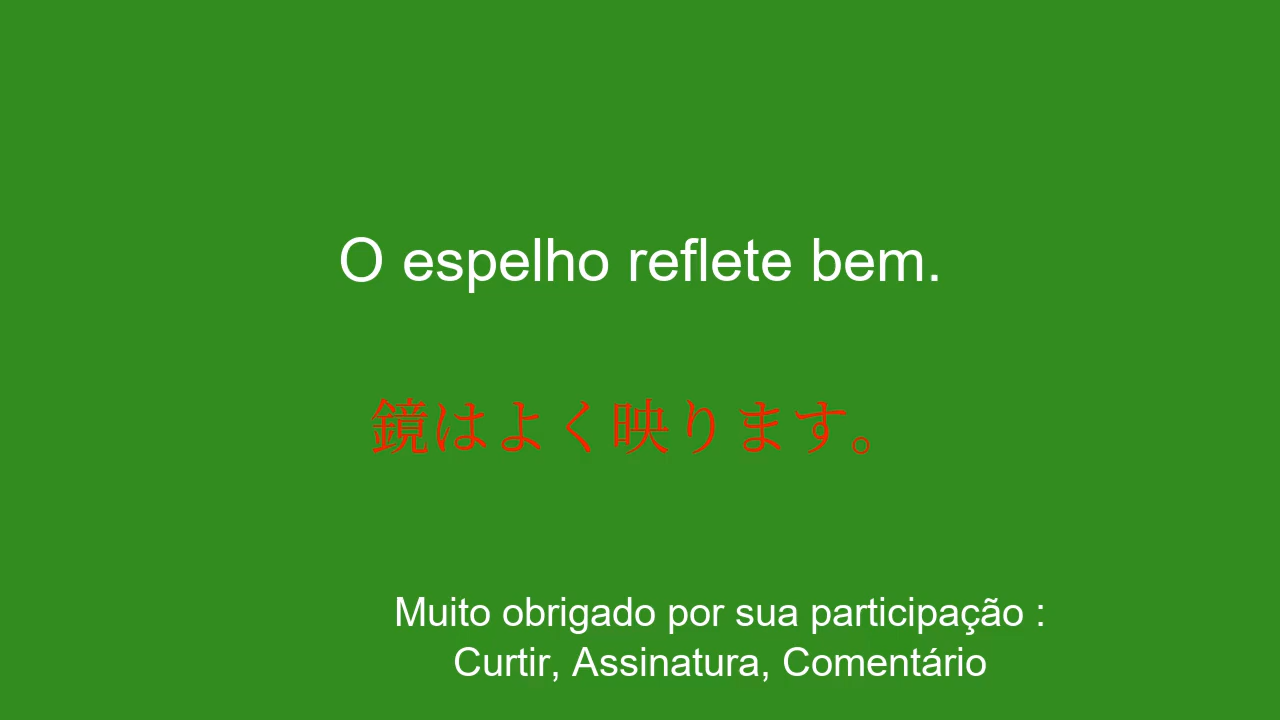 O espelho reflete bem.
鏡はよく映ります。
Muito obrigado por sua participação :
Curtir, Assinatura, Comentário